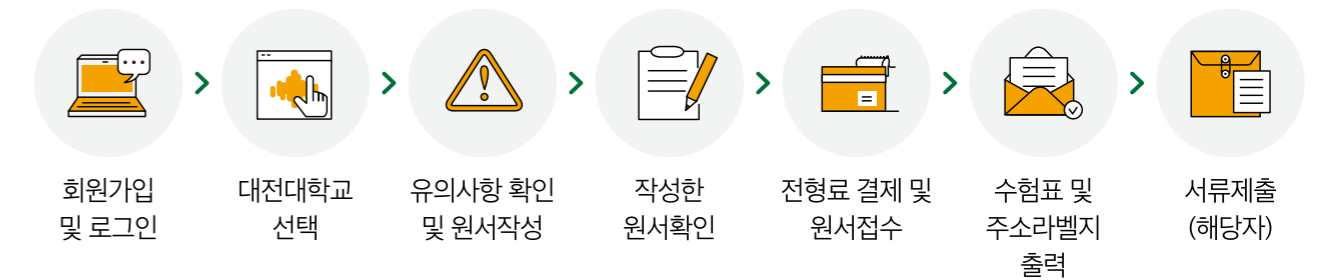 회원가입
및 로그인
대전대학교
선택
유의사항 확인
및 원서작성
작성한
원서확인
전형료 결제 및
원서접수
수험표 및
주소라벨지
출력
서류제출
(해당자)